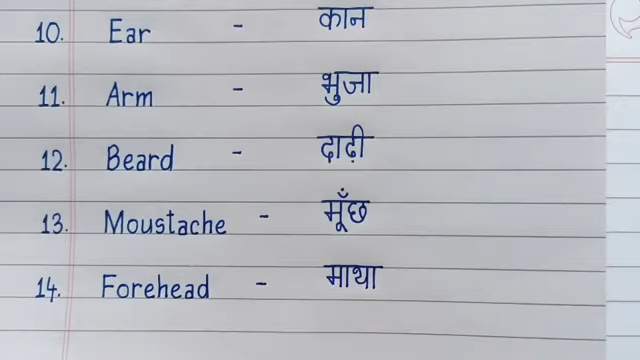 10. Ear - कान
11. Arm - भुजा
12. Beard - दाढ़ी
13. Moustache - मूँछ
14. Forehead - माथा